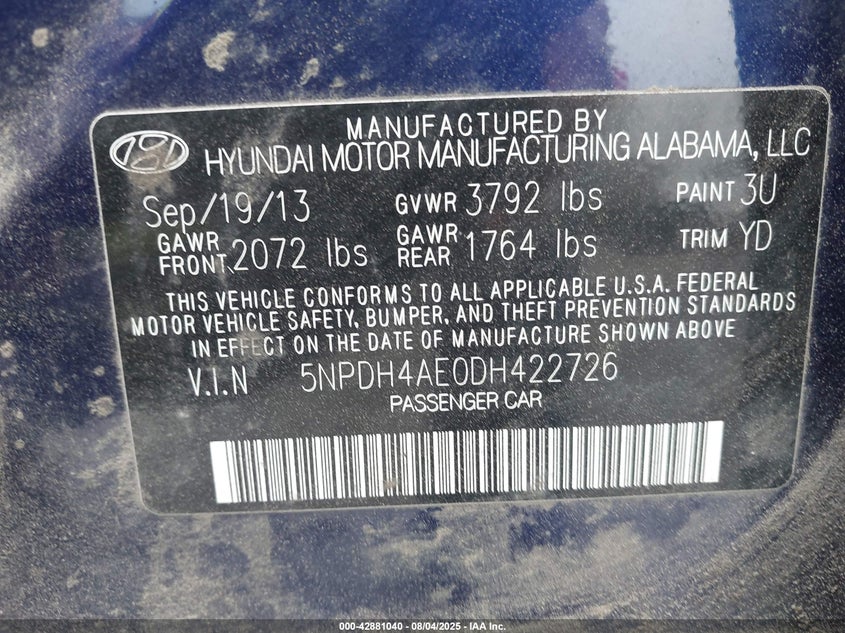 MANUFACTURED BY
HYUNDAI MOTOR MANUFACTURING ALABAMA, LLC
Sep/19/13 GVWR 3792 lbs PAINT 3U
GAWR FRONT 2072 lbs GAWR REAR 1764 lbs TRIM YD
THIS VEHICLE CONFORMS TO ALL APPLICABLE U.S.A. FEDERAL
MOTOR VEHICLE SAFETY, BUMPER, AND THEFT PREVENTION STANDARDS
IN EFFECT ON THE DATE OF MANUFACTURE SHOWN ABOVE
V.I.N 5NPDH4AE0DH422726
PASSENGER CAR
000-42881040 - 08/04/2025 - IAA Inc.